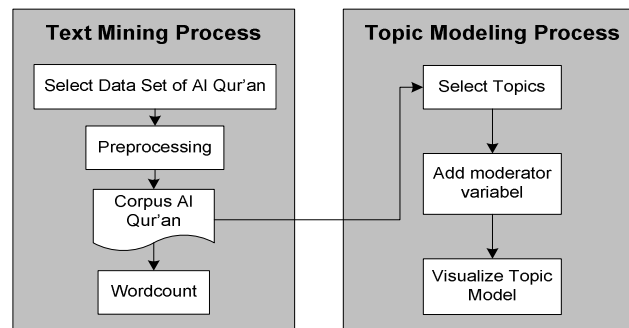 Text Mining Process
Select Data Set of Al Qur’an
Preprocessing
Corpus Al
Qur’an
Wordcount
Topic Modeling Process
Select Topics
Add moderator
variabel
Visualize Topic
Model